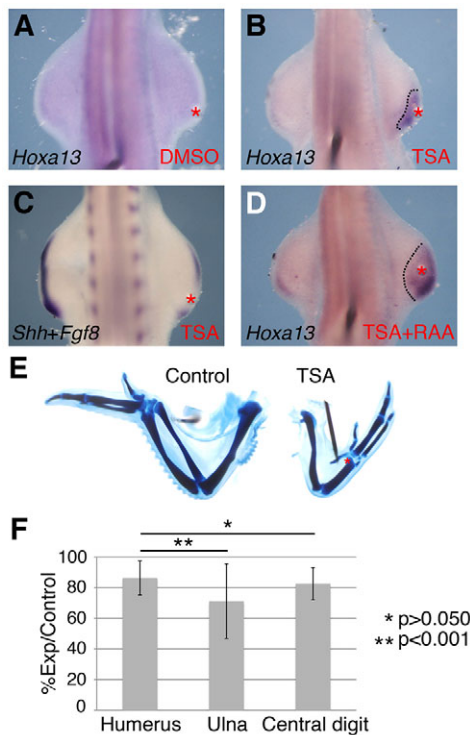 A
B
Hoxa13
DMSO
Hoxa13
TSA
C
D
Shh+Fgf8
TSA
Hoxa13
TSA+RAA
E
Control
TSA
F
*
**
100
80
60
40
20
0
%Exp/Control
Humerus
Ulna
Central digit
* p>0.050
** p<0.001